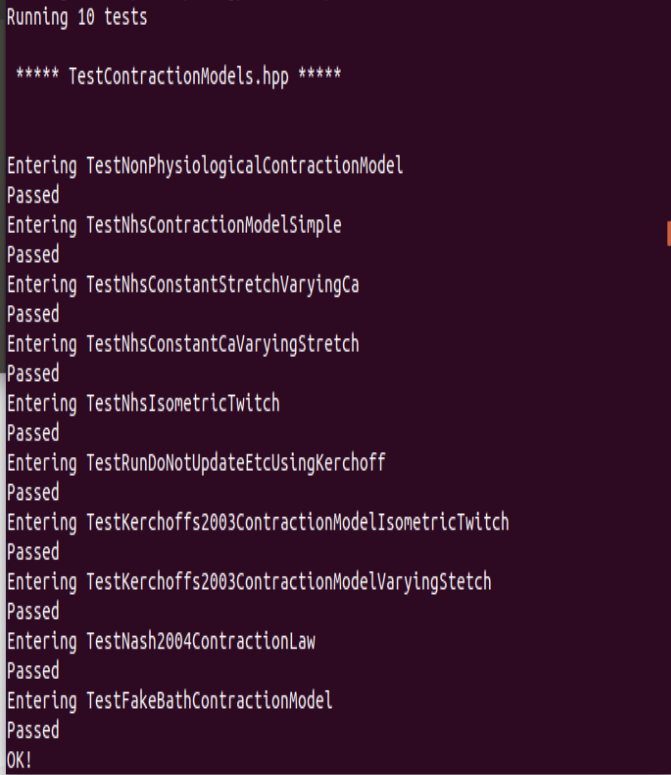 Running 10 tests
***** TestContractionModels.hpp *****
Entering TestNonPhysiologicalContractionModel
Passed
Entering TestNhsContractionModelSimple
Passed
Entering TestNhsConstantStretchVaryingCa
Passed
Entering TestNhsConstantCaVaryingStretch
Passed
Entering TestNhsIsometricTwitch
Passed
Entering TestRunDoNotUpdateEtcUsingKerchoff
Passed
Entering TestKerchoffs2003ContractionModelIsometricTwitch
Passed
Entering TestKerchoffs2003ContractionModelVaryingStetch
Passed
Entering TestNash2004ContractionLaw
Passed
Entering TestFakeBathContractionModel
Passed
OK!